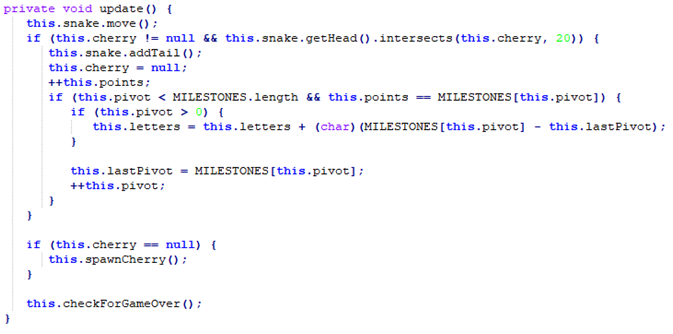 private void update() {
this.snake.move();
if (this.cherry != null && this.snake.getHead().intersects(this.cherry, 20)) {
this.snake.addTail();
this.cherry = null;
++this.points;
if (this.pivot < MILESTONES.length && this.points == MILESTONES[this.pivot]) {
if (this.pivot > 0) {
this.letters = this.letters + (char)(MILESTONES[this.pivot] - this.lastPivot);
}
this.lastPivot = MILESTONES[this.pivot];
++this.pivot;
}
}
if (this.cherry == null) {
this.spawnCherry();
}
this.checkForGameOver();
}